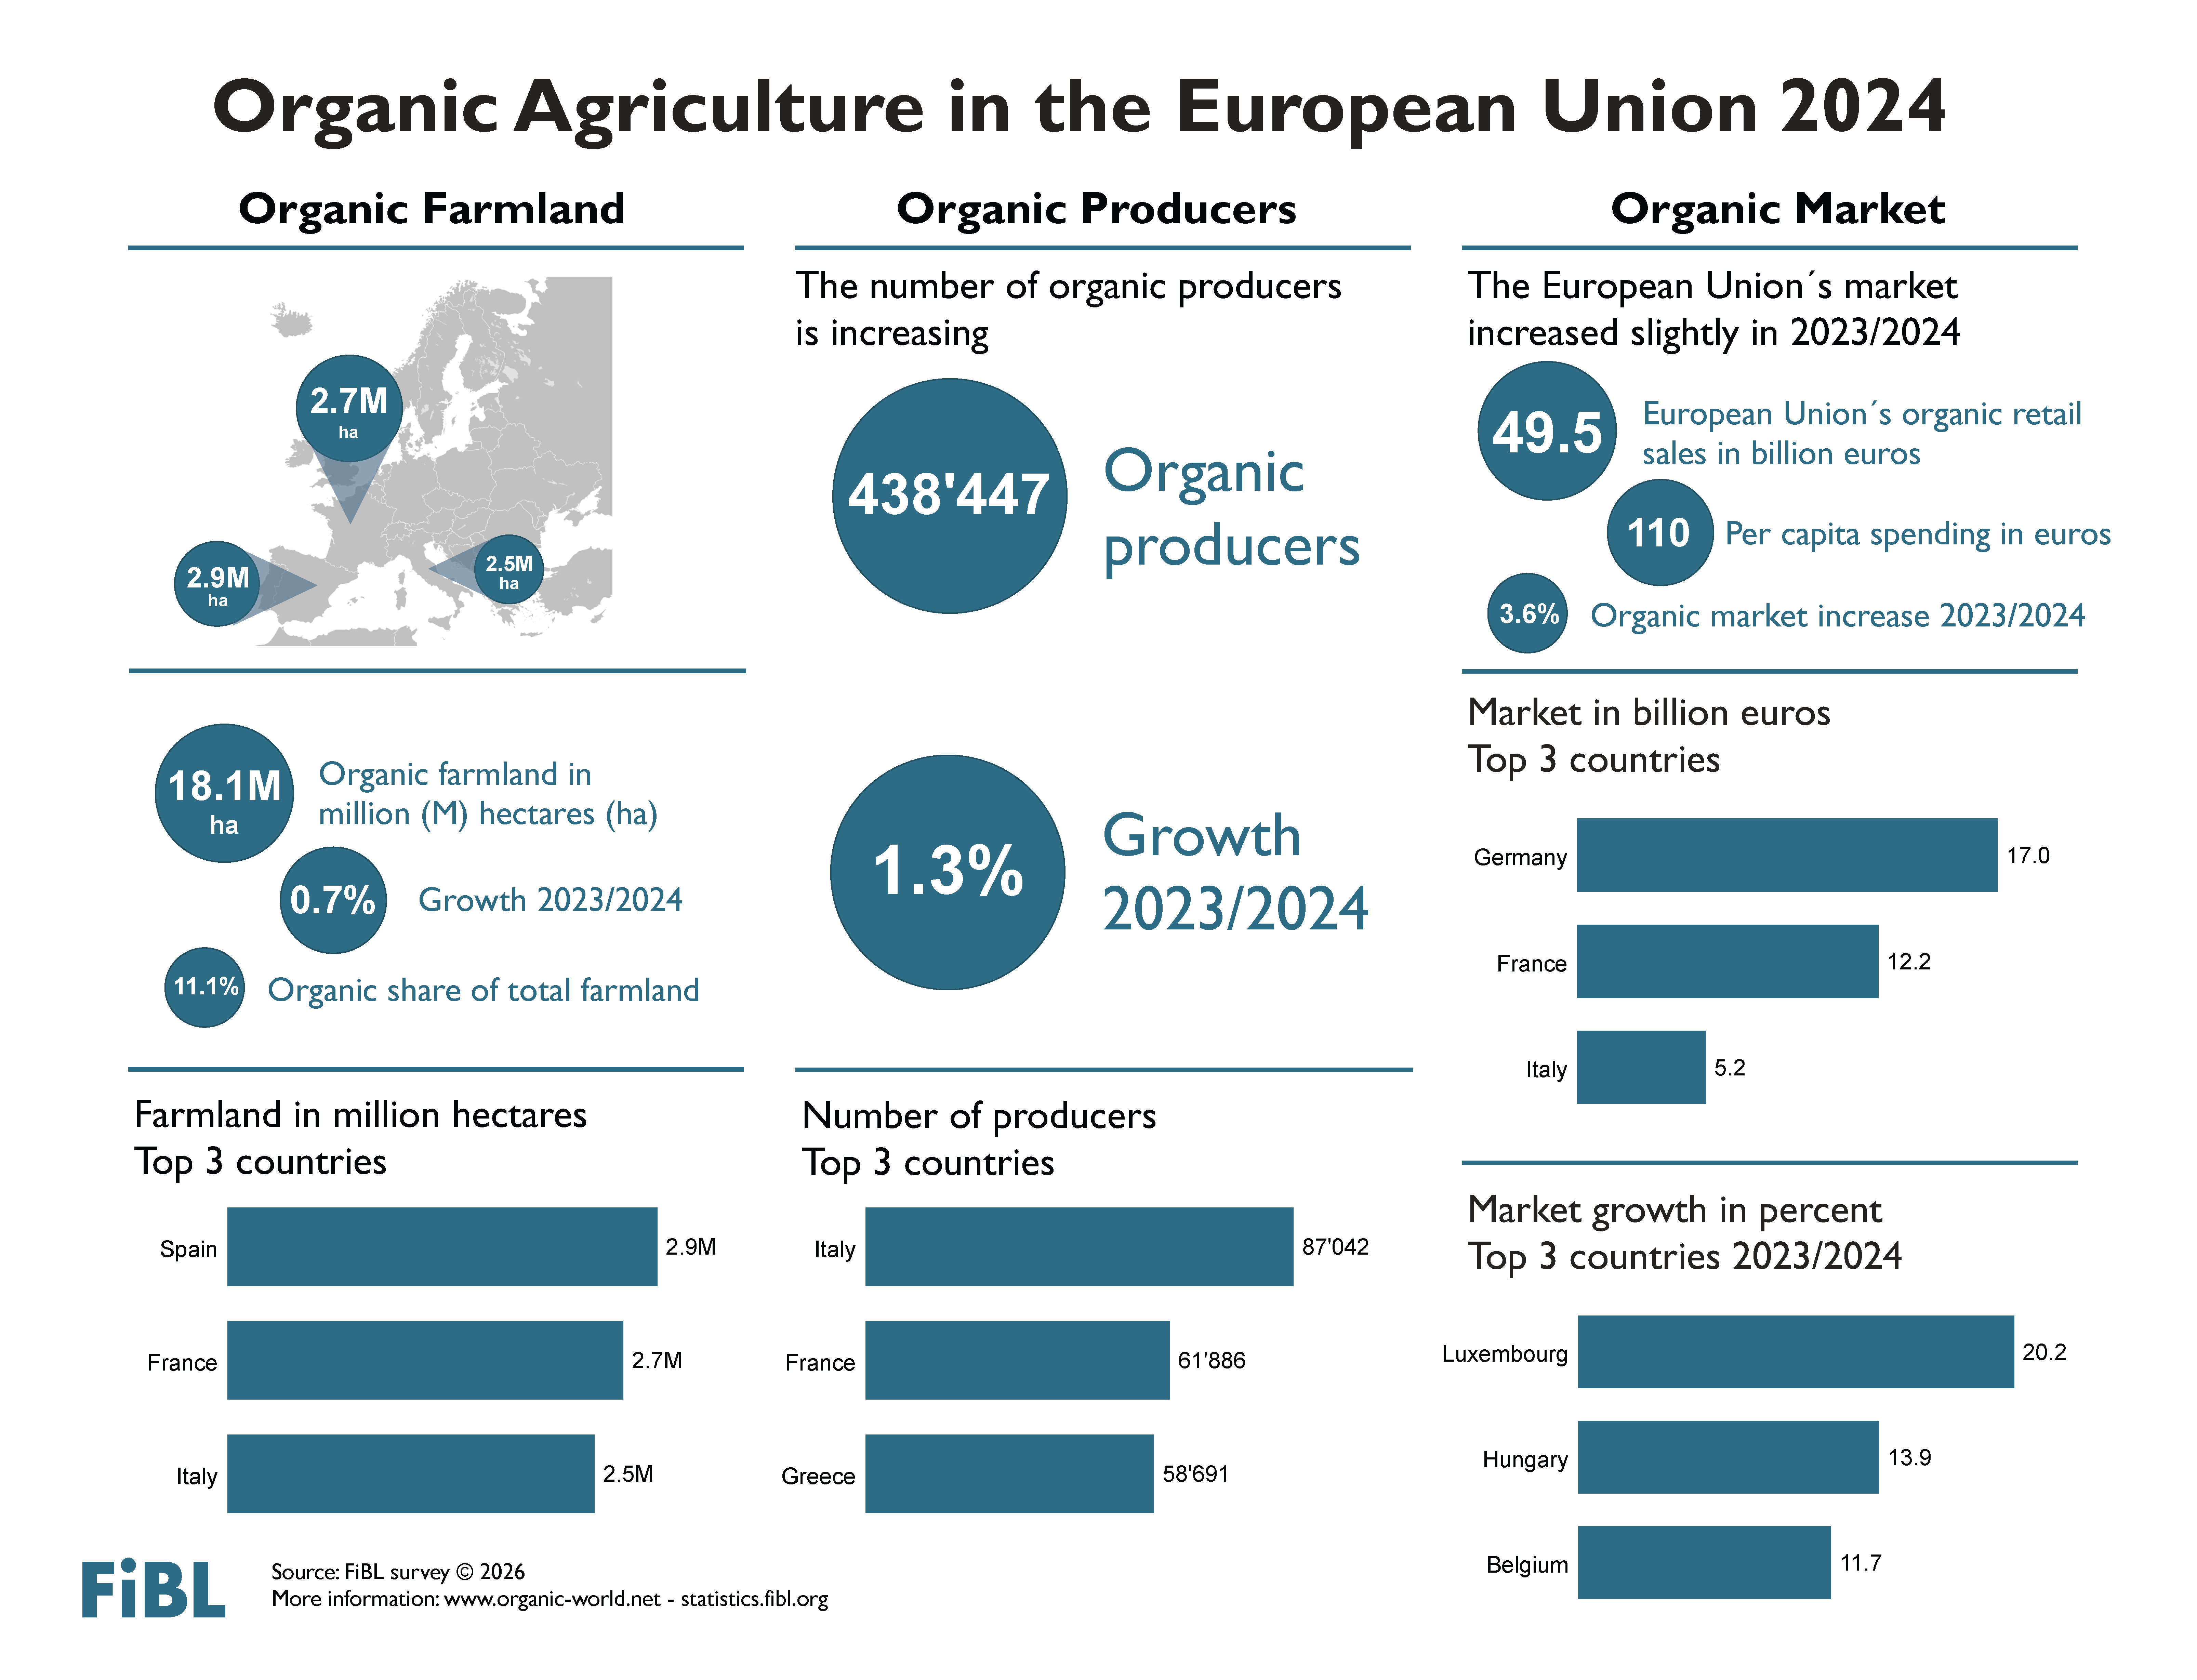 Organic Agriculture in the European Union 2024
Organic Farmland
2.7M
ha
2.9M
ha
2.5M
ha
18.1M
ha
Organic farmland in
million (M) hectares (ha)
0.7%
Growth 2023/2024
11.1%
Organic share of total farmland
Farmland in million hectares
Top 3 countries
Spain 2.9M
France 2.7M
Italy 2.5M
Organic Producers
The number of organic producers
is increasing
438'447
Organic
producers
1.3%
Growth
2023/2024
Number of producers
Top 3 countries
Italy 87'042
France 61'886
Greece 58'691
Organic Market
The European Union´s market
increased slightly in 2023/2024
49.5
European Union´s organic retail
sales in billion euros
110
Per capita spending in euros
3.6%
Organic market increase 2023/2024
Market in billion euros
Top 3 countries
Germany 17.0
France 12.2
Italy 5.2
Market growth in percent
Top 3 countries 2023/2024
Luxembourg 20.2
Hungary 13.9
Belgium 11.7
FiBL
Source: FiBL survey © 2026
More information: www.organic-world.net - statistics.fibl.org